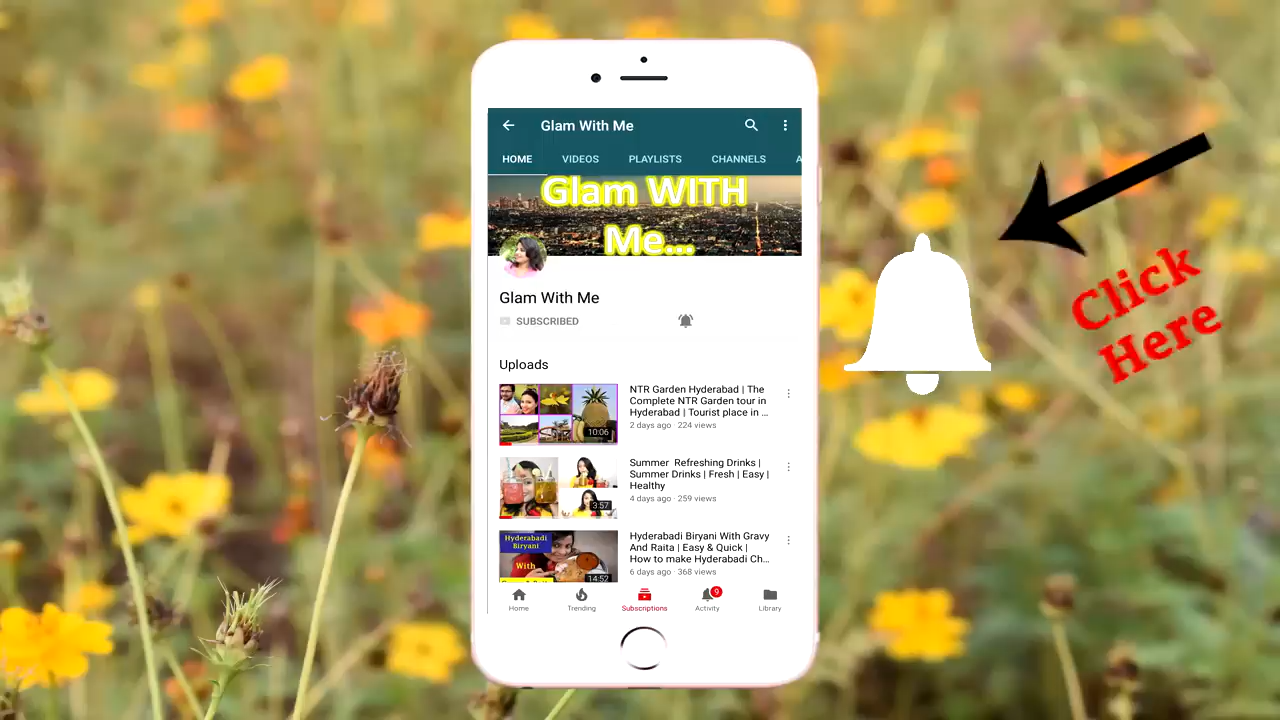 Glam With Me
HOME VIDEOS PLAYLISTS CHANNELS A
Glam WITH
Me...
Glam With Me
SUBSCRIBED
Uploads
NTR Garden Hyderabad | The
Complete NTR Garden tour in
Hyderabad | Tourist place in ...
2 days ago · 224 views
10:06
Summer Refreshing Drinks |
Summer Drinks | Fresh | Easy |
Healthy
4 days ago · 259 views
3:57
Hyderabadi Biryani With Gravy
And Raita | Easy & Quick |
How to make Hyderabadi Ch...
6 days ago · 368 views
Hyderabadi
Biryani
With
14:52
Home Trending Subscriptions Activity Library
9
Click
Here